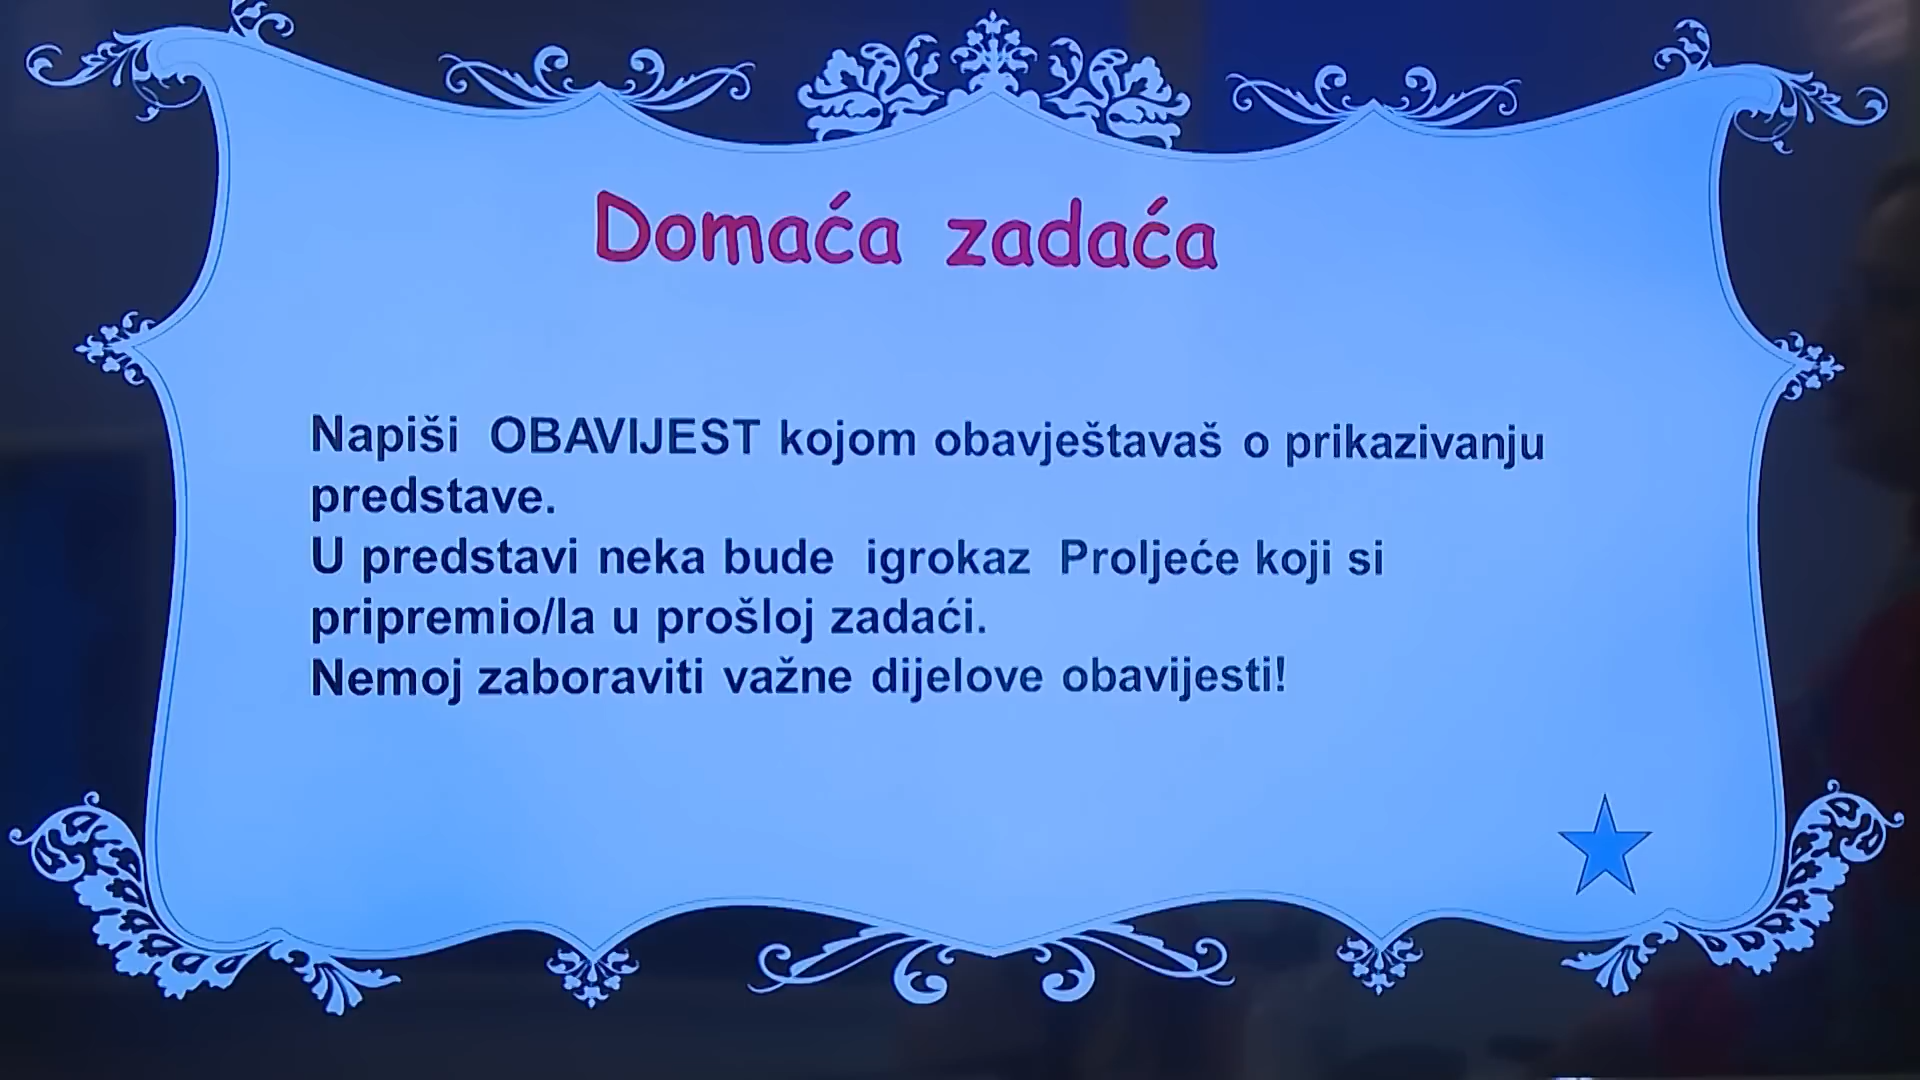 Domaća zadaća
Napiši OBAVIJEST kojom obavještavaš o prikazivanju
predstave.
U predstavi neka bude igrokaz Proljeće koji si
pripremio/la u prošloj zadaći.
Nemoj zaboraviti važne dijelove obavijesti!